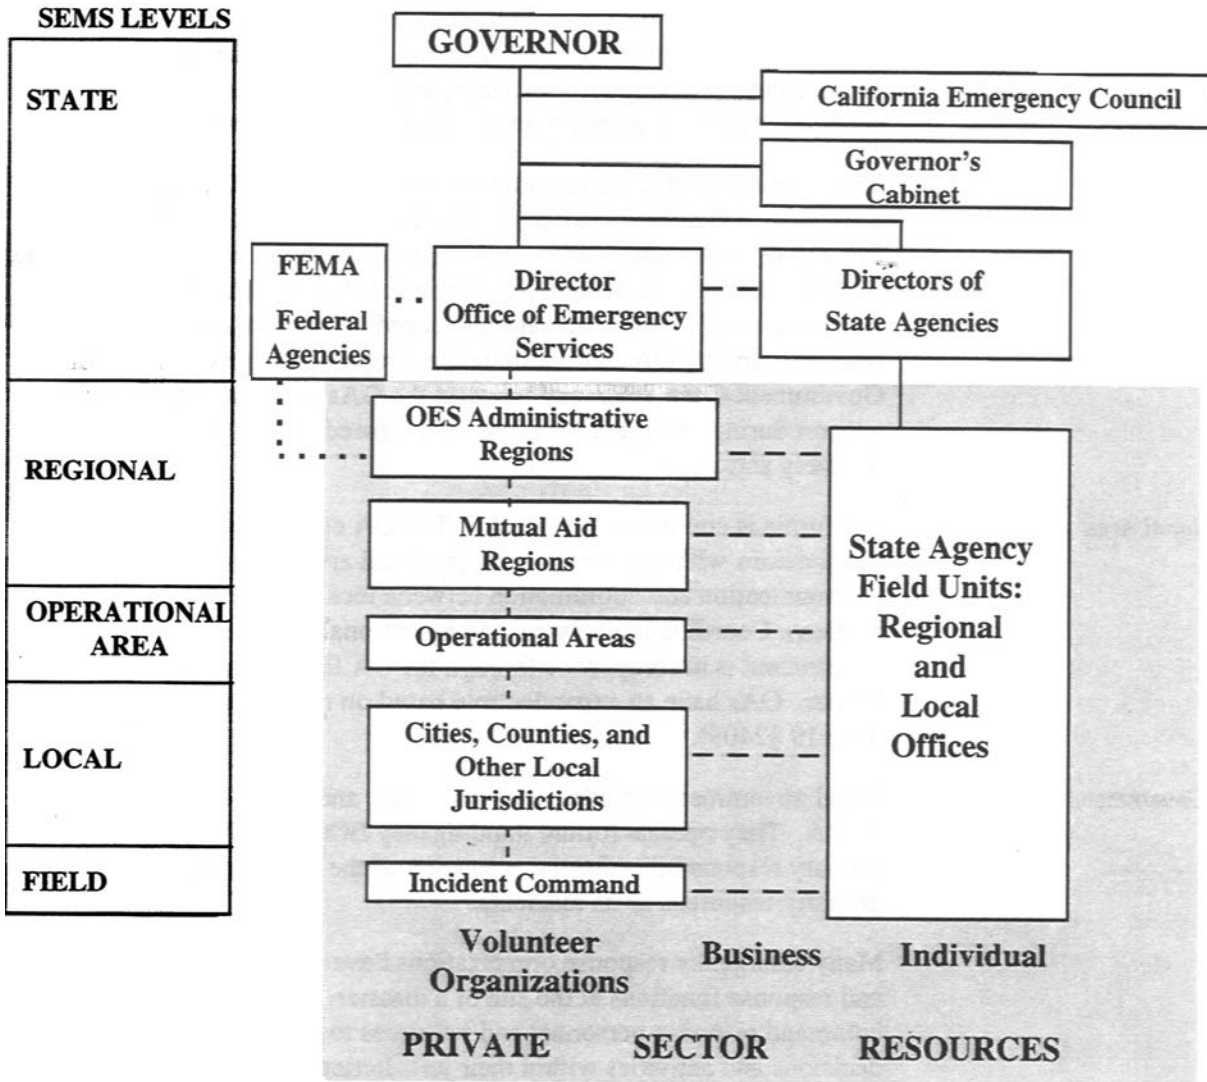 SEMS LEVELS
STATE
REGIONAL
OPERATIONAL
AREA
LOCAL
FIELD
GOVERNOR
California Emergency Council
Governor's
Cabinet
FEMA
Federal
Agencies
Director
Office of Emergency
Services
Directors of
State Agencies
OES Administrative
Regions
Mutual Aid
Regions
Operational Areas
Cities, Counties, and
Other Local
Jurisdictions
Incident Command
State Agency
Field Units:
Regional
and
Local
Offices
Volunteer
Organizations
Business
Individual
PRIVATE SECTOR RESOURCES